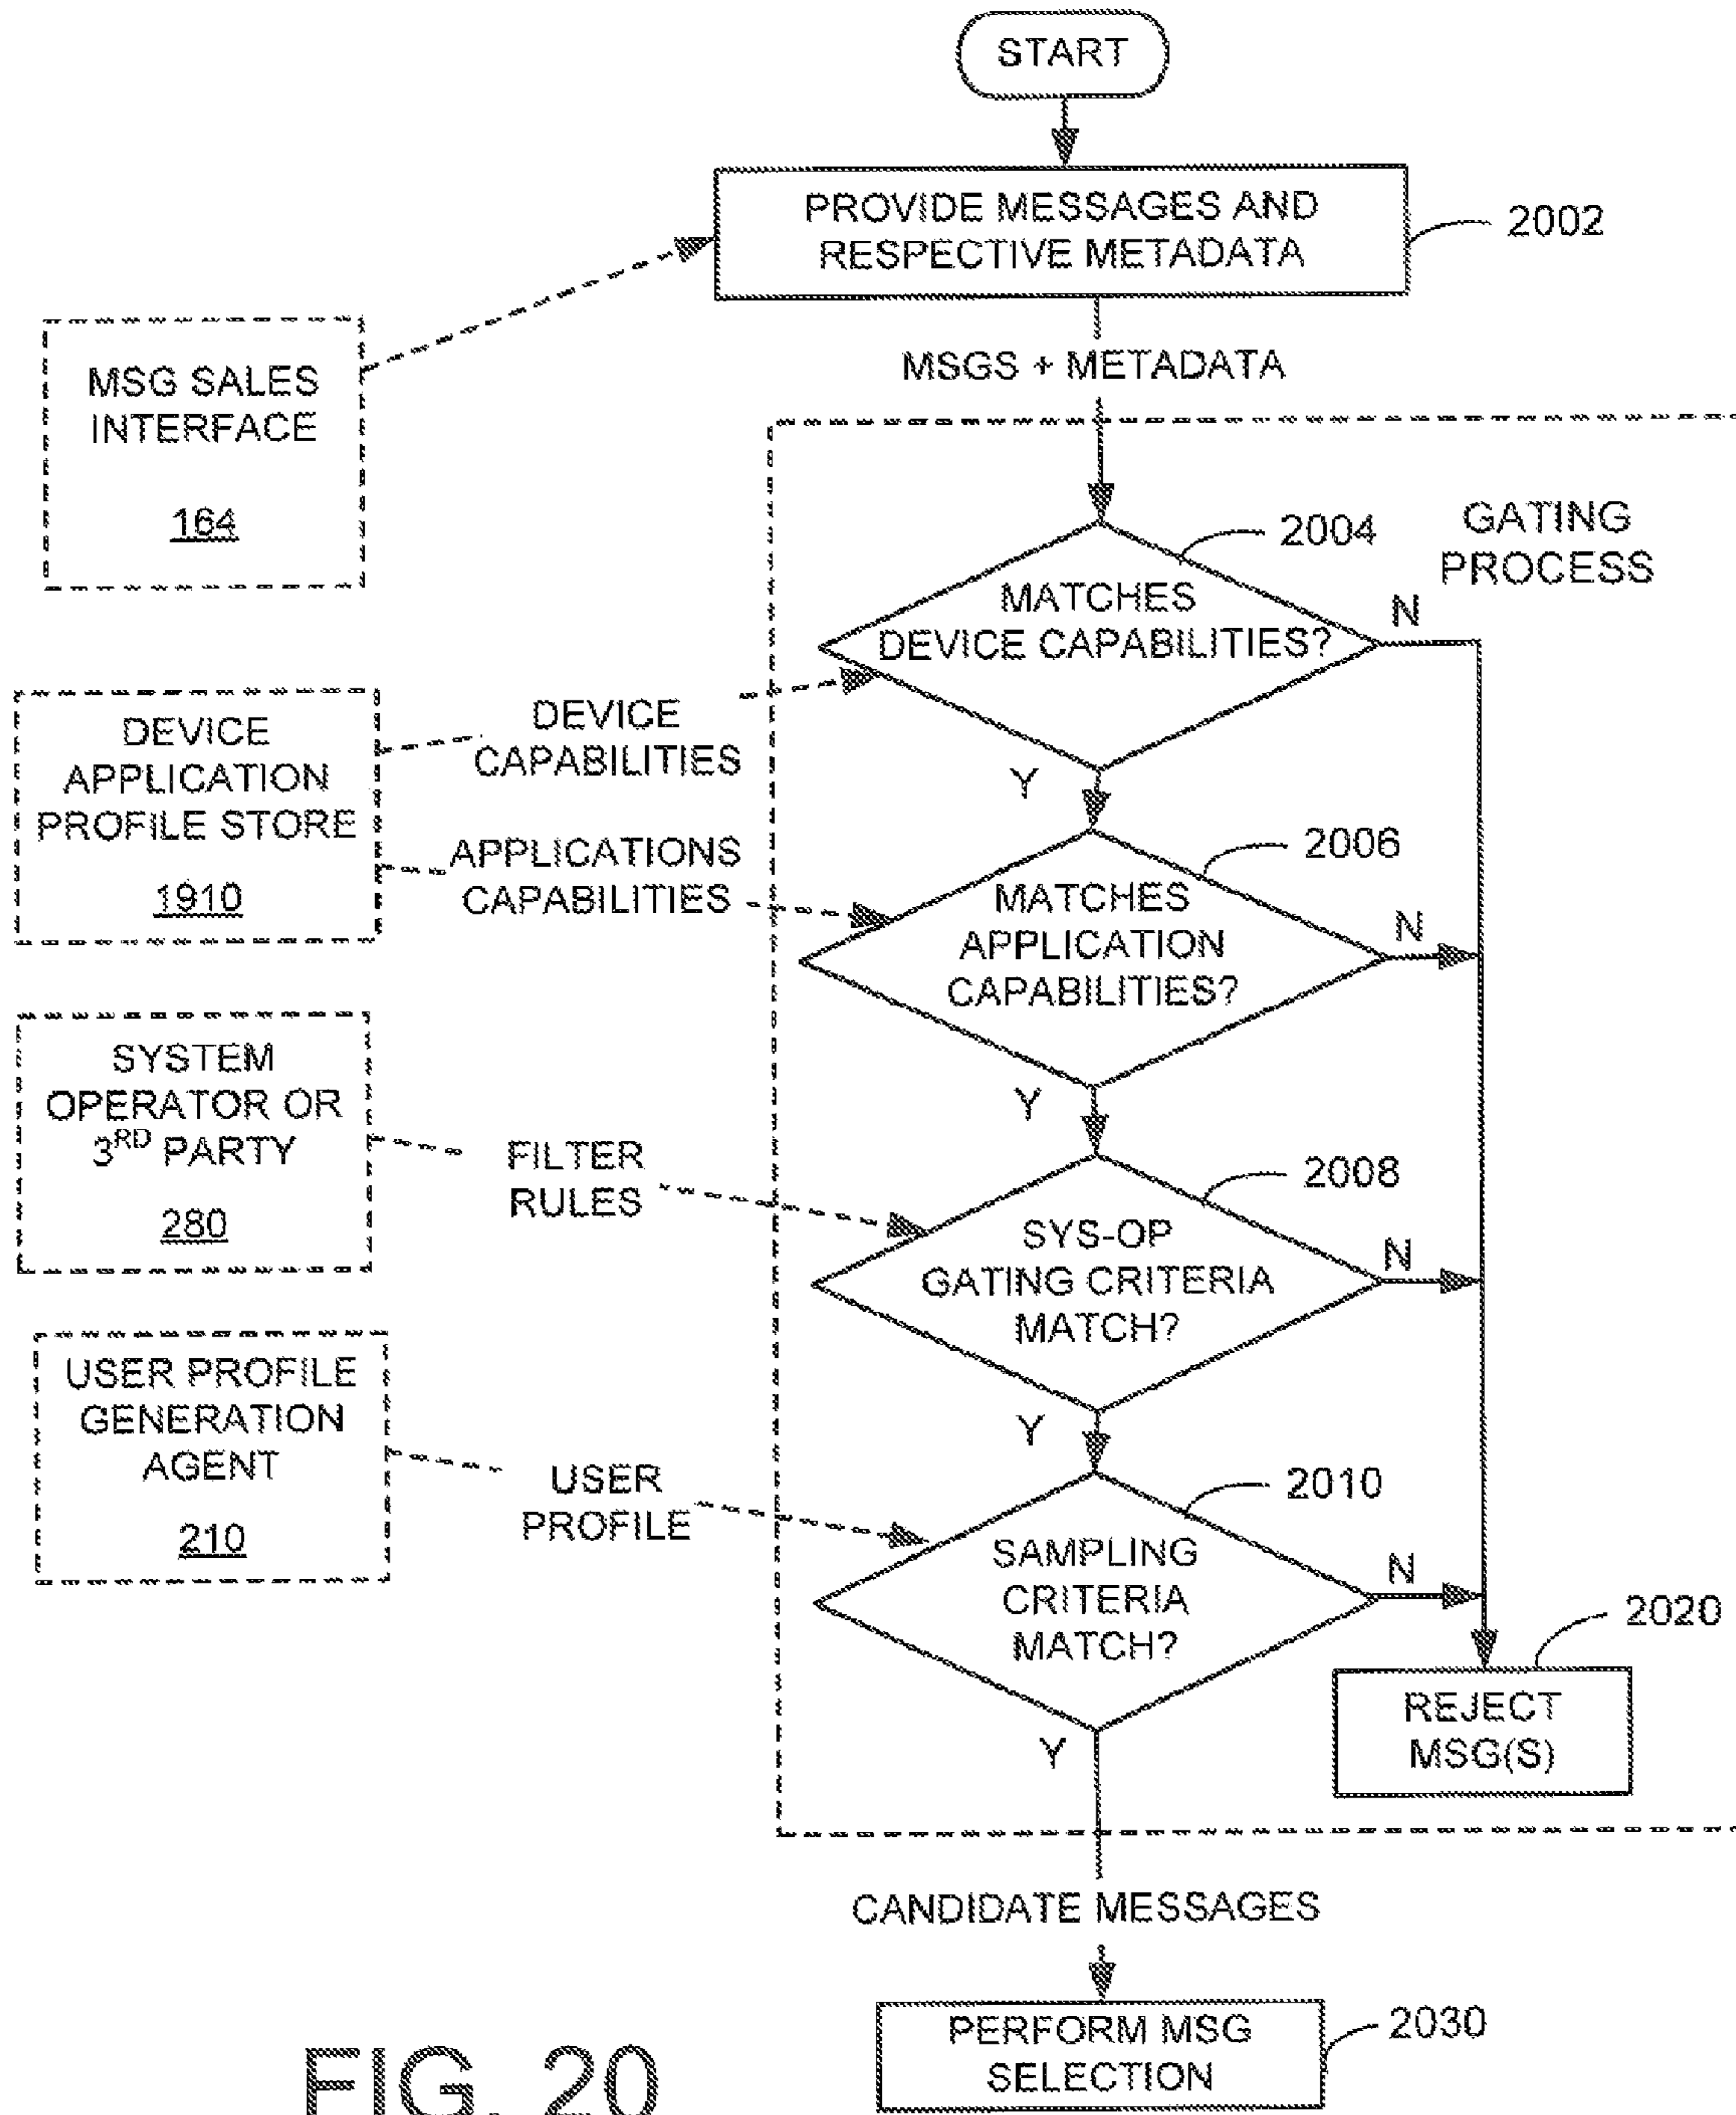 START
PROVIDE MESSAGES AND
RESPECTIVE METADATA
2002
MSG SALES
INTERFACE
164
MSGS + METADATA
GATING
PROCESS
2004
MATCHES
DEVICE CAPABILITIES?
N
Y
DEVICE
APPLICATION
PROFILE STORE
1910
DEVICE
CAPABILITIES
APPLICATIONS
CAPABILITIES
2006
MATCHES
APPLICATION
CAPABILITIES?
N
Y
SYSTEM
OPERATOR OR
3RD PARTY
280
FILTER
RULES
2008
SYS-OP
GATING CRITERIA
MATCH?
N
Y
USER PROFILE
GENERATION
AGENT
210
USER
PROFILE
2010
SAMPLING
CRITERIA
MATCH?
N
Y
2020
REJECT
MSG(S)
CANDIDATE MESSAGES
PERFORM MSG
SELECTION
2030
FIG. 20